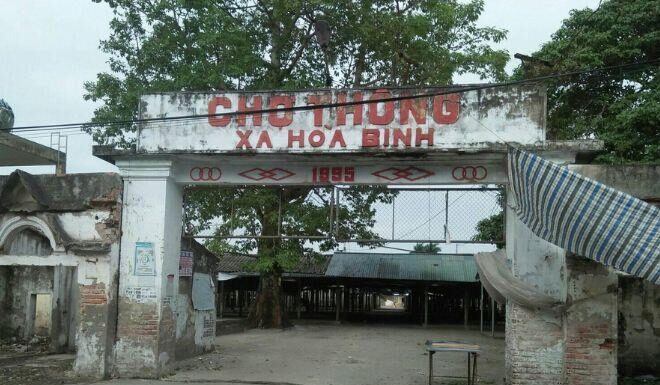 CHỢ THÔNG
XÃ HÒA BÌNH
1995